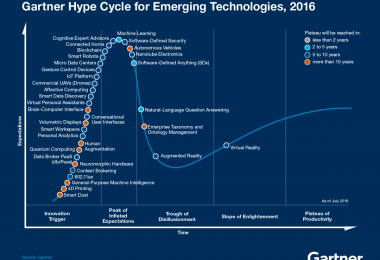 Gartner Hype Cycle for Emerging Technologies, 2016
Plateau will be reached in:
less than 2 years
2 to 5 years
5 to 10 years
more than 10 years
Machine Learning
Cognitive Expert Advisors
Software-Defined Security
Connected Home
Autonomous Vehicles
Blockchain
Nanotube Electronics
Smart Robots
Software-Defined Anything (SDx)
Micro Data Centers
Gesture Control Devices
IoT Platform
Commercial UAVs (Drones)
Affective Computing
Smart Data Discovery
Virtual Personal Assistants
Brain-Computer Interface
Natural-Language Question Answering
Conversational
User Interfaces
Volumetric Displays
Smart Workspace
Enterprise Taxonomy and
Ontology Management
Personal Analytics
Human
Augmentation
Quantum Computing
Data Broker PaaS
(dbrPaas)
Neuromorphic Hardware
Context Brokering
802.11ax
General-Purpose Machine Intelligence
4D Printing
Smart Dust
Augmented Reality
Virtual Reality
As of July 2016
Expectations
Innovation
Trigger
Peak of
Inflated
Expectations
Trough of
Disillusionment
Slope of Enlightenment
Plateau of
Productivity
Time
Gartner